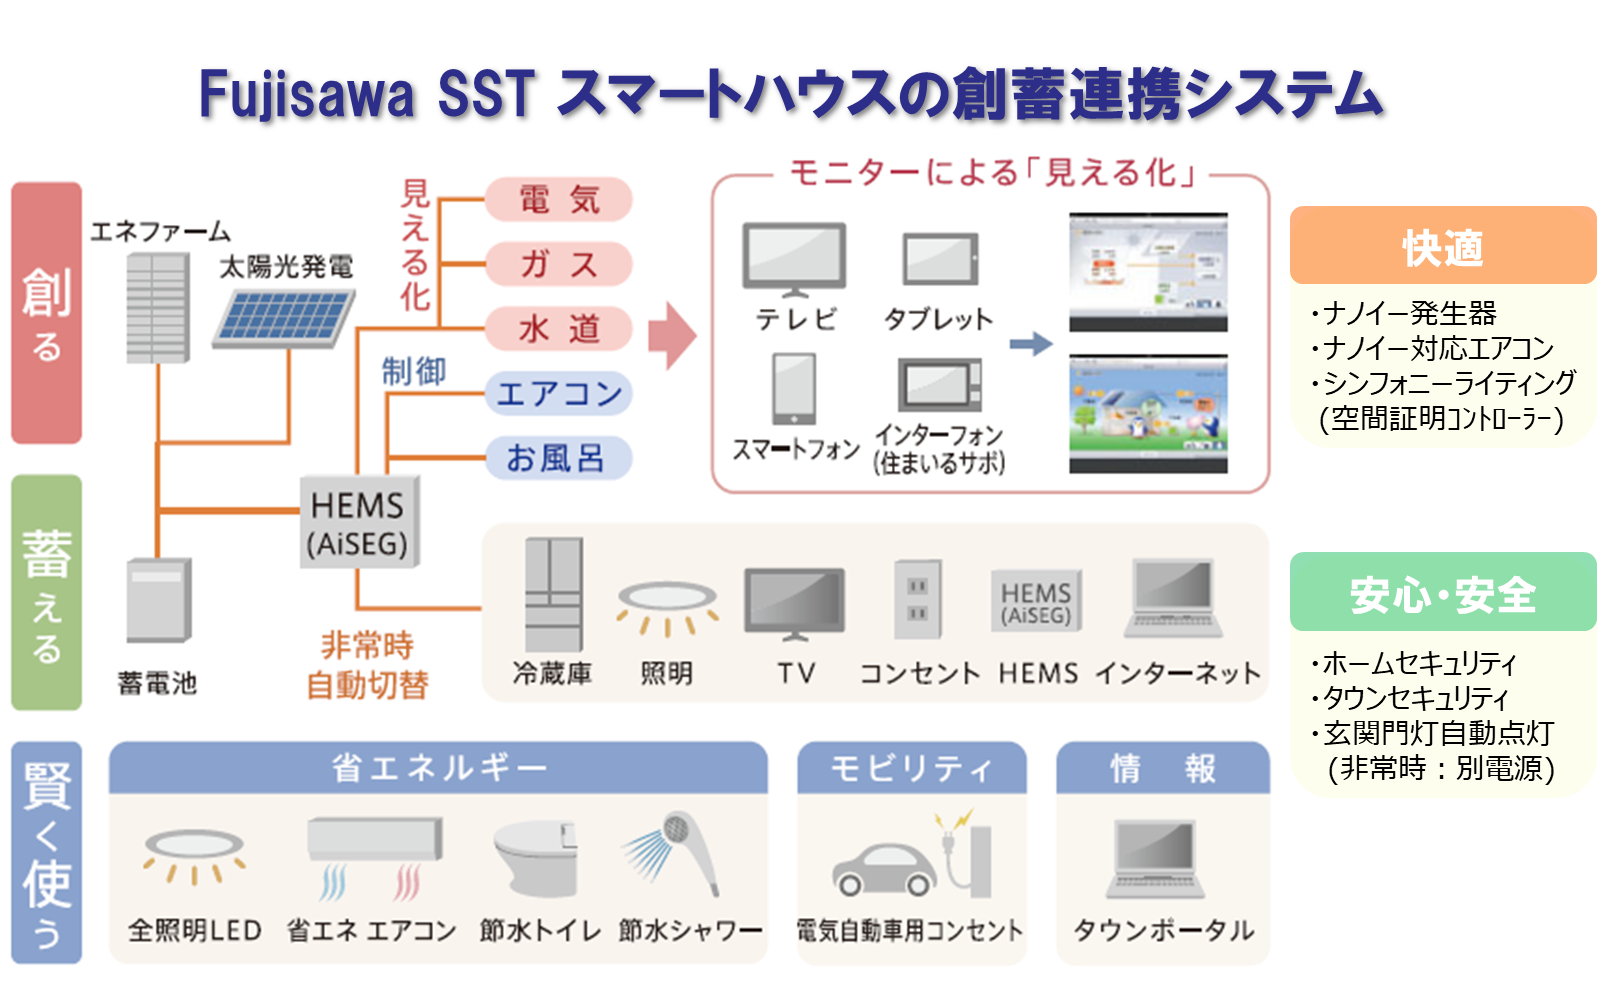 Fujisawa SST スマートハウスの創蓄連携システム
創る
エネファーム
太陽光発電
見える化
電気
ガス
水道
制御
エアコン
お風呂
モニターによる「見える化」
テレビ
タブレット
スマートフォン
インターフォン
(住まいるサポ)
快適
・ナノイー発生器
・ナノイー対応エアコン
・シンフォニーライティング
(空間証明ｺﾝﾄﾛｰﾗｰ)
蓄える
HEMS
(AiSEG)
蓄電池
非常時
自動切替
冷蔵庫
照明
TV
コンセント
HEMS
(AiSEG)
HEMS
インターネット
安心・安全
・ホームセキュリティ
・タウンセキュリティ
・玄関門灯自動点灯
(非常時：別電源)
賢く使う
省エネルギー
全照明LED
省エネ エアコン
節水トイレ
節水シャワー
モビリティ
電気自動車用コンセント
情　報
タウンポータル